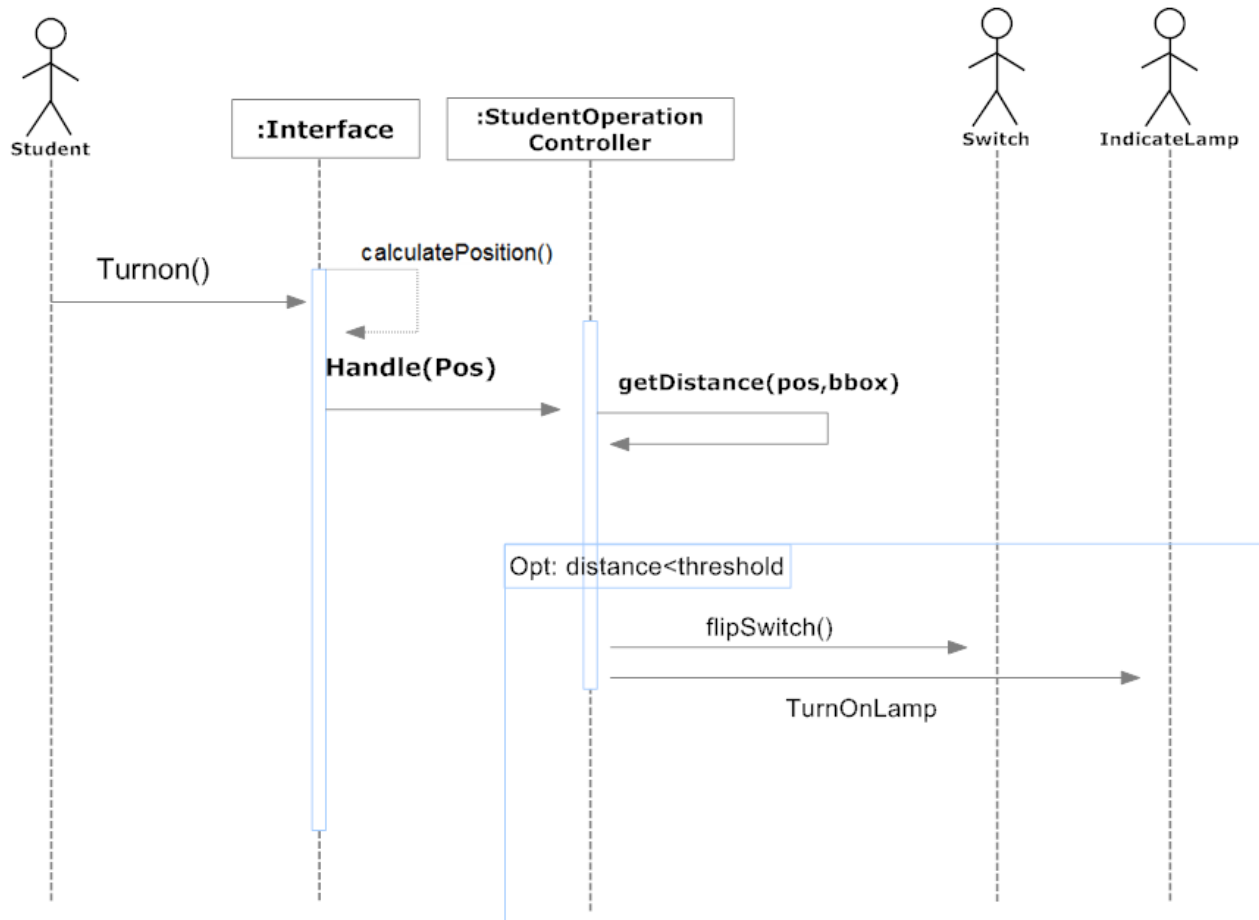 Student
:Interface
:StudentOperation
Controller
Switch
IndicateLamp
Turnon()
calculatePosition()
Handle(Pos)
getDistance(pos,bbox)
Opt: distance<threshold
flipSwitch()
TurnOnLamp